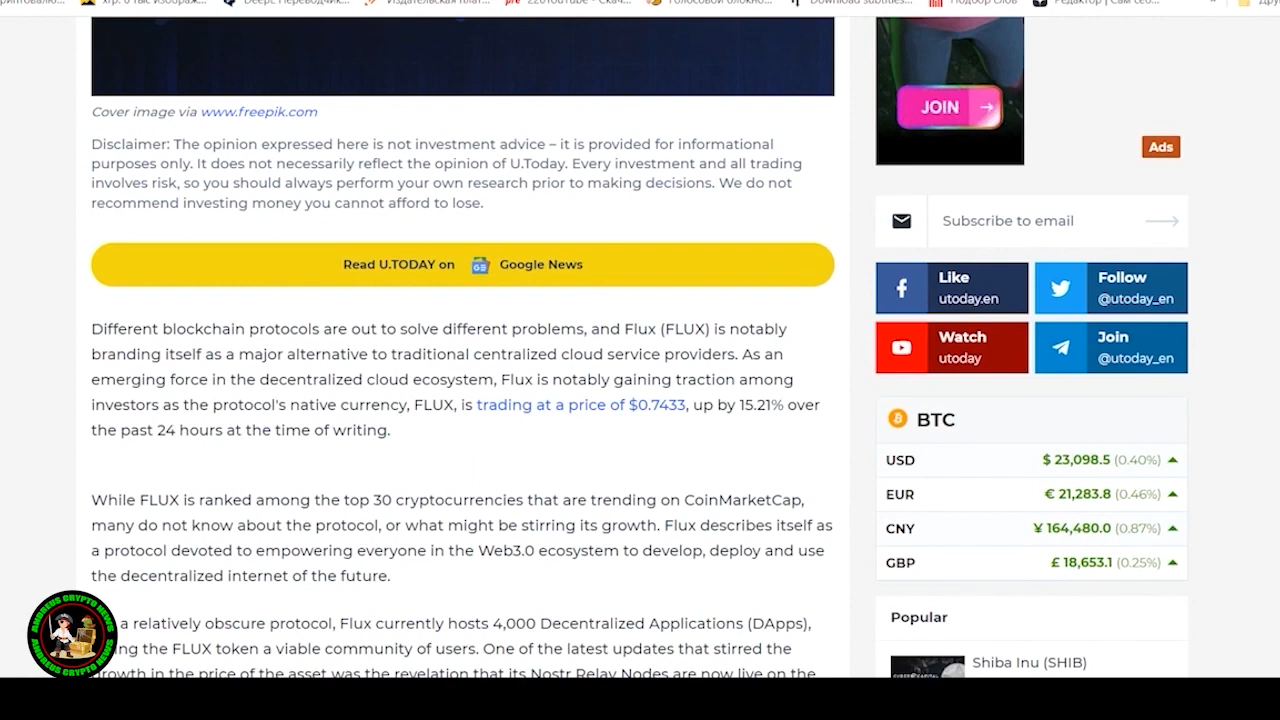 Cover image via www.freepik.com
Disclaimer: The opinion expressed here is not investment advice – it is provided for informational
purposes only. It does not necessarily reflect the opinion of U.Today. Every investment and all trading
involves risk, so you should always perform your own research prior to making decisions. We do not
recommend investing money you cannot afford to lose.
Read U.TODAY on Google News
Different blockchain protocols are out to solve different problems, and Flux (FLUX) is notably
branding itself as a major alternative to traditional centralized cloud service providers. As an
emerging force in the decentralized cloud ecosystem, Flux is notably gaining traction among
investors as the protocol's native currency, FLUX, is trading at a price of $0.7433, up by 15.21% over
the past 24 hours at the time of writing.
While FLUX is ranked among the top 30 cryptocurrencies that are trending on CoinMarketCap,
many do not know about the protocol, or what might be stirring its growth. Flux describes itself as
a protocol devoted to empowering everyone in the Web3.0 ecosystem to develop, deploy and use
the decentralized internet of the future.
a relatively obscure protocol, Flux currently hosts 4,000 Decentralized Applications (DApps),
the FLUX token a viable community of users. One of the latest updates that stirred the
growth in the price of the asset was the revelation that its Nostr Relay Nodes are now live on the
JOIN
Ads
Subscribe to email
Like
utoday.en
Follow
@utoday_en
Watch
utoday
Join
@utoday_en
BTC
USD $ 23,098.5 (0.40%)
EUR € 21,283.8 (0.46%)
CNY ¥ 164,480.0 (0.87%)
GBP £ 18,653.1 (0.25%)
Popular
Shiba Inu (SHIB)
ANDREUS CRYPTO NEWS
ANDREUS CRYPTO NEWS